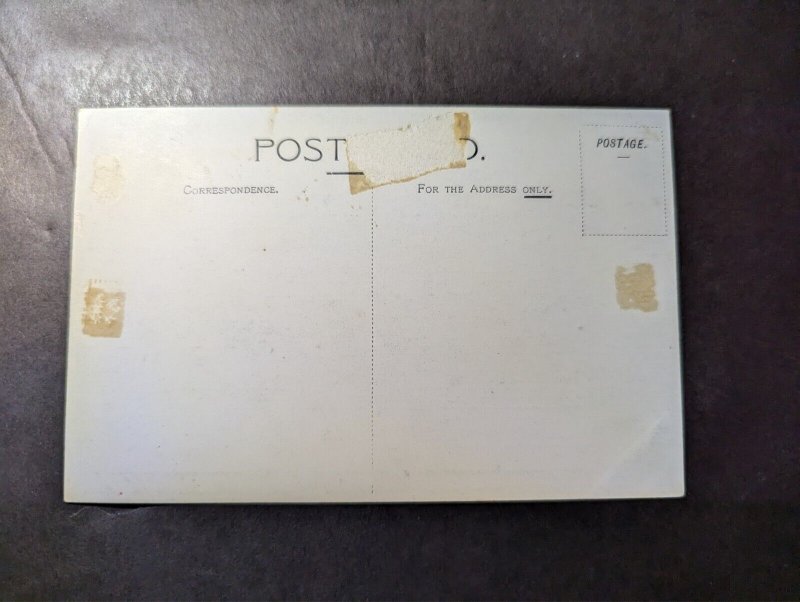 POST D.
POSTAGE.
CORRESPONDENCE.
FOR THE ADDRESS ONLY.